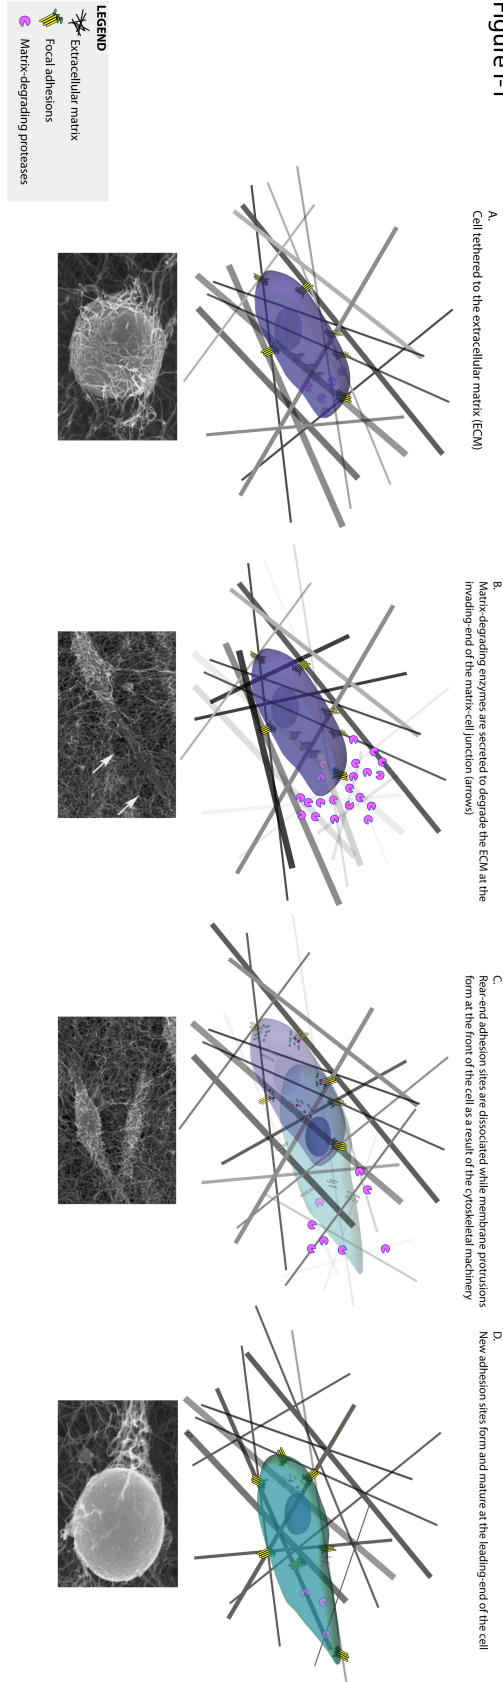 Figure I-1
A.
Cell tethered to the extracellular matrix (ECM)
B.
Matrix-degrading enzymes are secreted to degrade the ECM at the
invading-end of the matrix-cell junction (arrows)
C.
Rear-end adhesion sites are dissociated while membrane protrusions
form at the front of the cell as a result of the cytoskeletal machinery
D.
New adhesion sites form and mature at the leading-end of the cell
LEGEND
Extracellular matrix
Focal adhesions
Matrix-degrading proteases